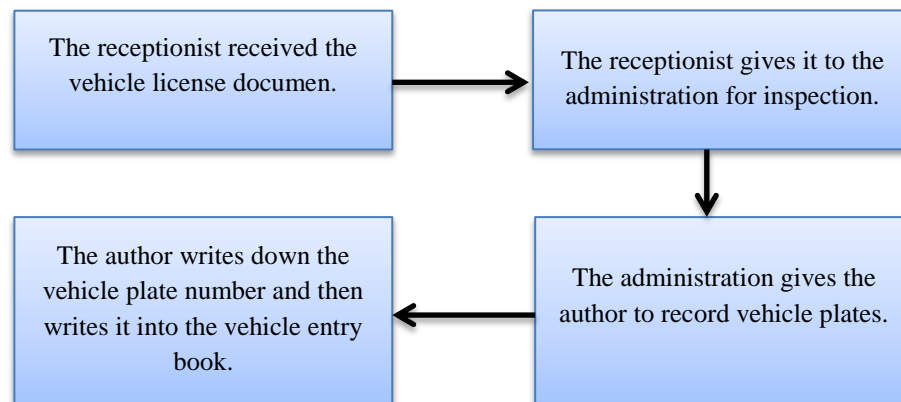 The receptionist received the
vehicle license documen.
The receptionist gives it to the
administration for inspection.
The administration gives the
author to record vehicle plates.
The author writes down the
vehicle plate number and then
writes it into the vehicle entry
book.